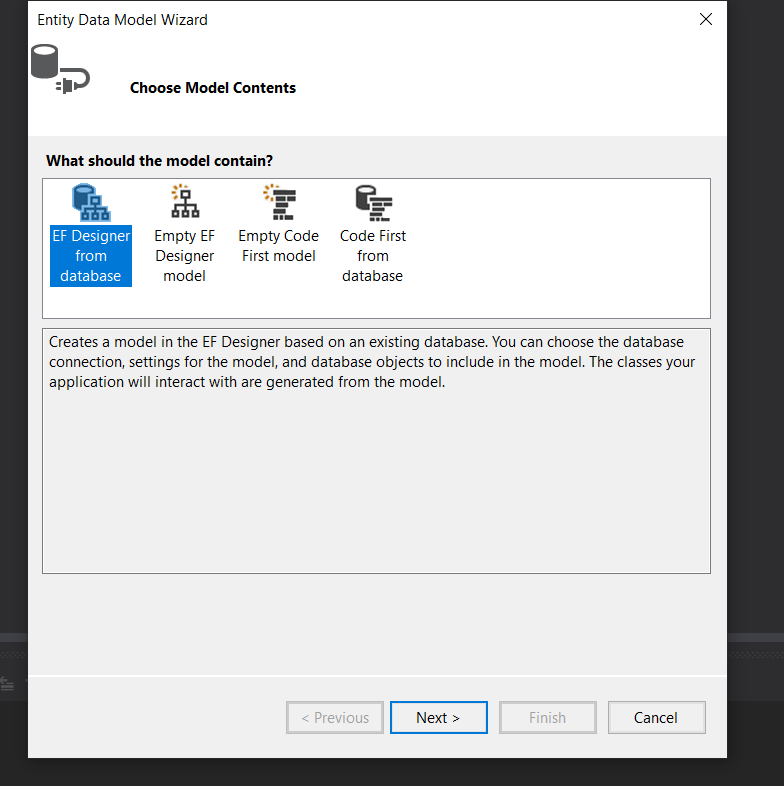 Entity Data Model Wizard
Choose Model Contents
What should the model contain?
EF Designer
from
database
Empty EF
Designer
model
Empty Code
First model
Code First
from
database
Creates a model in the EF Designer based on an existing database. You can choose the database
connection, settings for the model, and database objects to include in the model. The classes your
application will interact with are generated from the model.
< Previous
Next >
Finish
Cancel